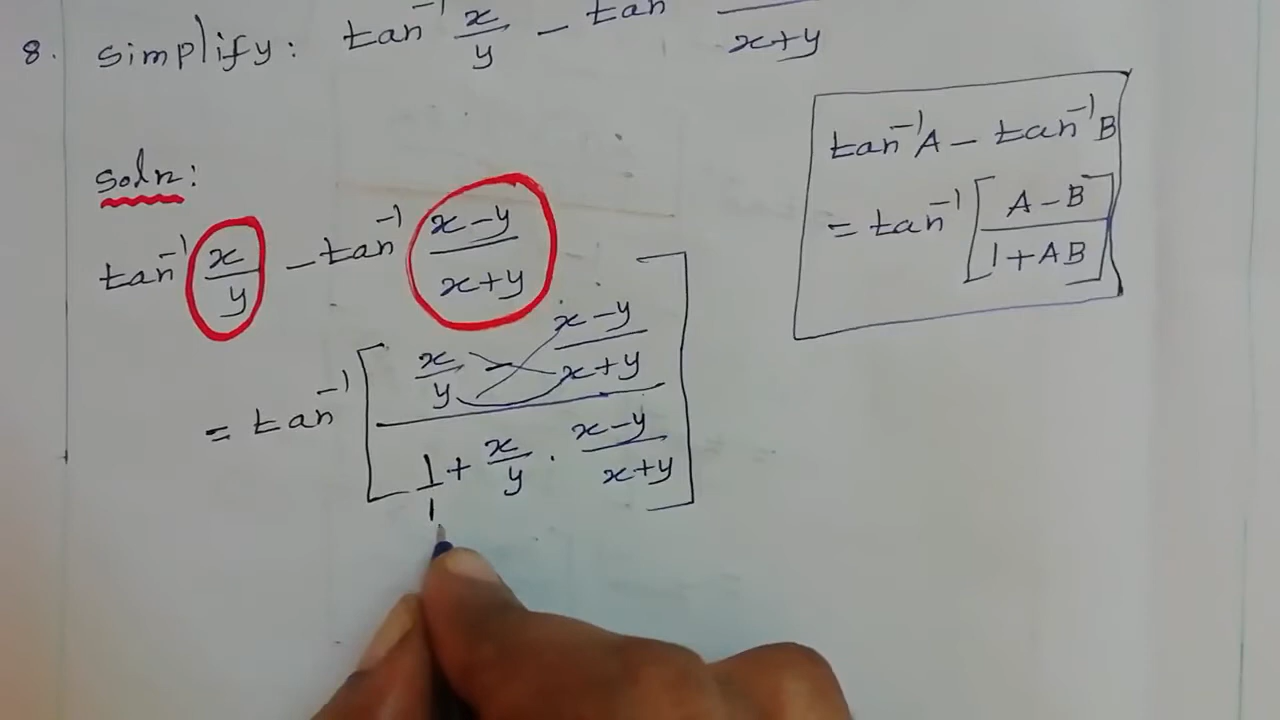 8. Simplify: tan⁻¹ x/y - tan /x+y
Soln:
tan⁻¹ x/y - tan⁻¹ x-y/x+y
= tan⁻¹ [ x/y - x-y/x+y / 1/1 + x/y . x-y/x+y ]
tan⁻¹A - tan⁻¹B
= tan⁻¹ [ A-B / 1+AB ]